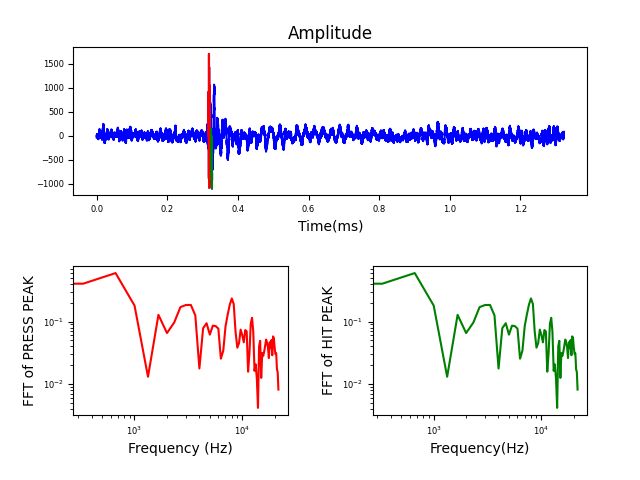 Amplitude
1500
1000
500
0
−500
−1000
0.0 0.2 0.4 0.6 0.8 1.0 1.2
Time(ms)
FFT of PRESS PEAK
10⁻¹
10⁻²
10³ 10⁴
Frequency (Hz)
FFT of HIT PEAK
10⁻¹
10⁻²
10³ 10⁴
Frequency(Hz)